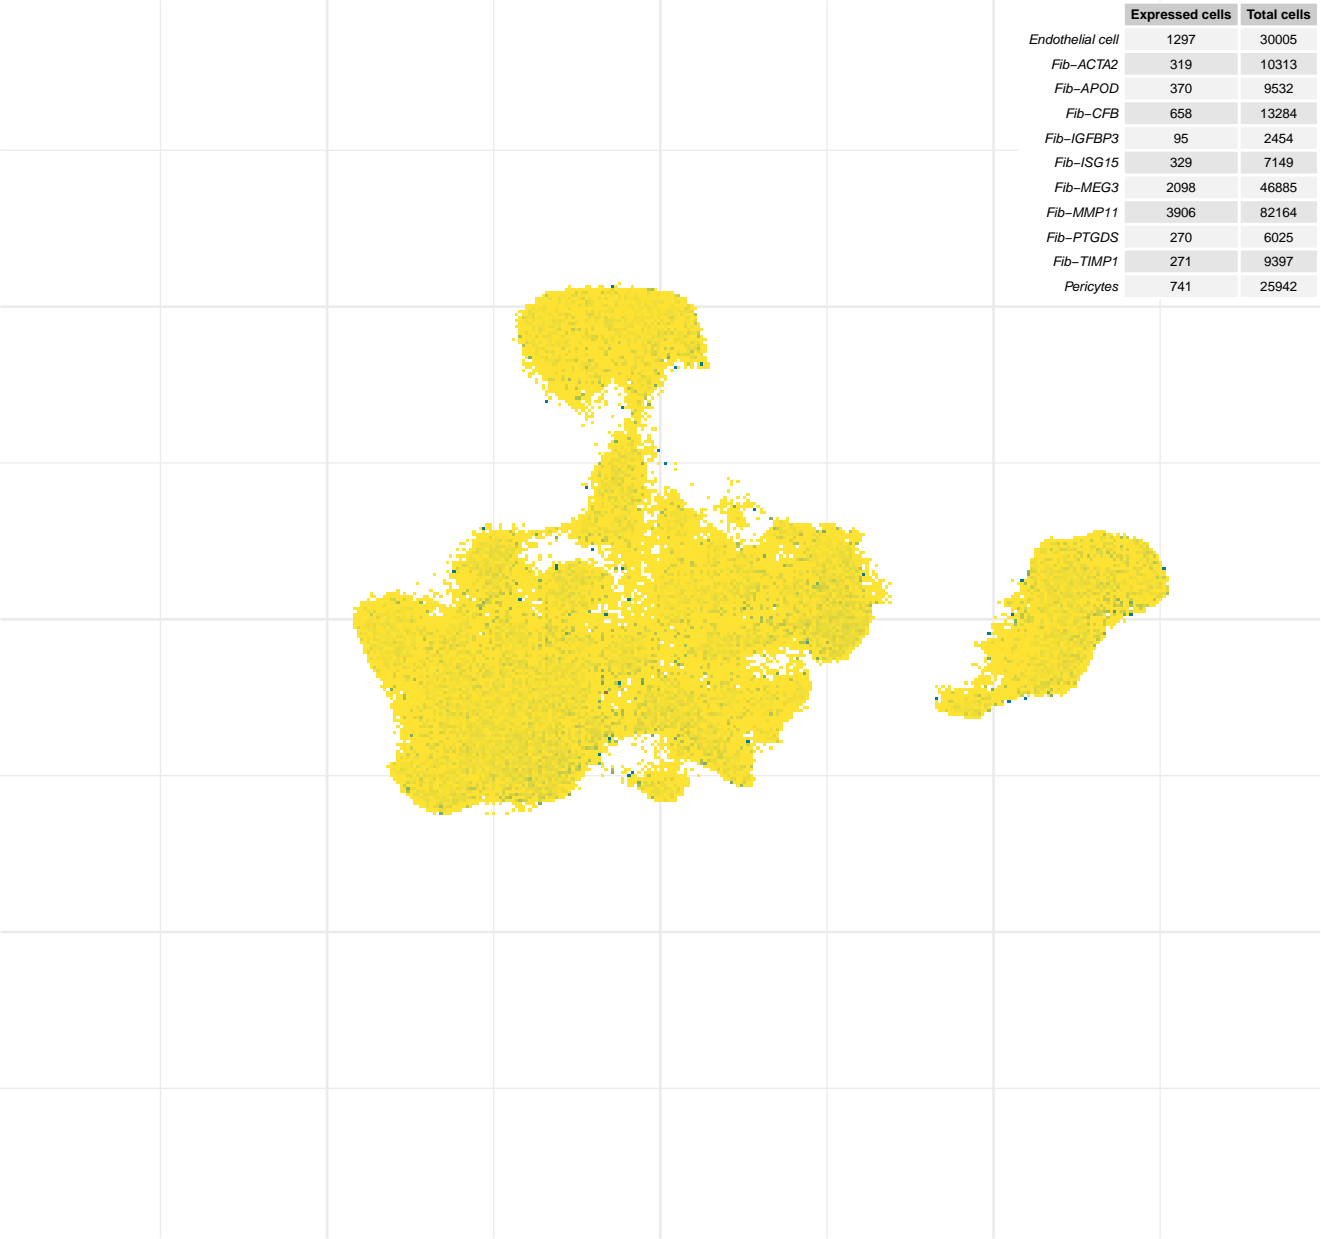 Expressed cells Total cells
Endothelial cell 1297 30005
Fib−ACTA2 319 10313
Fib−APOD 370 9532
Fib−CFB 658 13284
Fib−IGFBP3 95 2454
Fib−ISG15 329 7149
Fib−MEG3 2098 46885
Fib−MMP11 3906 82164
Fib−PTGDS 270 6025
Fib−TIMP1 271 9397
Pericytes 741 25942